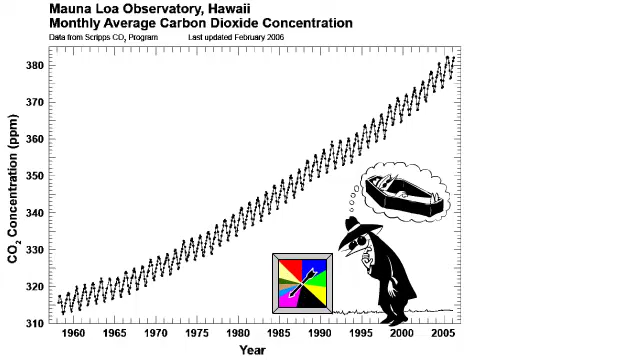 Mauna Loa Observatory, Hawaii
Monthly Average Carbon Dioxide Concentration
Data from Scripps CO₂ Program Last updated February 2006
CO₂ Concentration (ppm)
380
370
360
350
340
330
320
310
1960 1965 1970 1975 1980 1985 1990 1995 2000 2005
Year